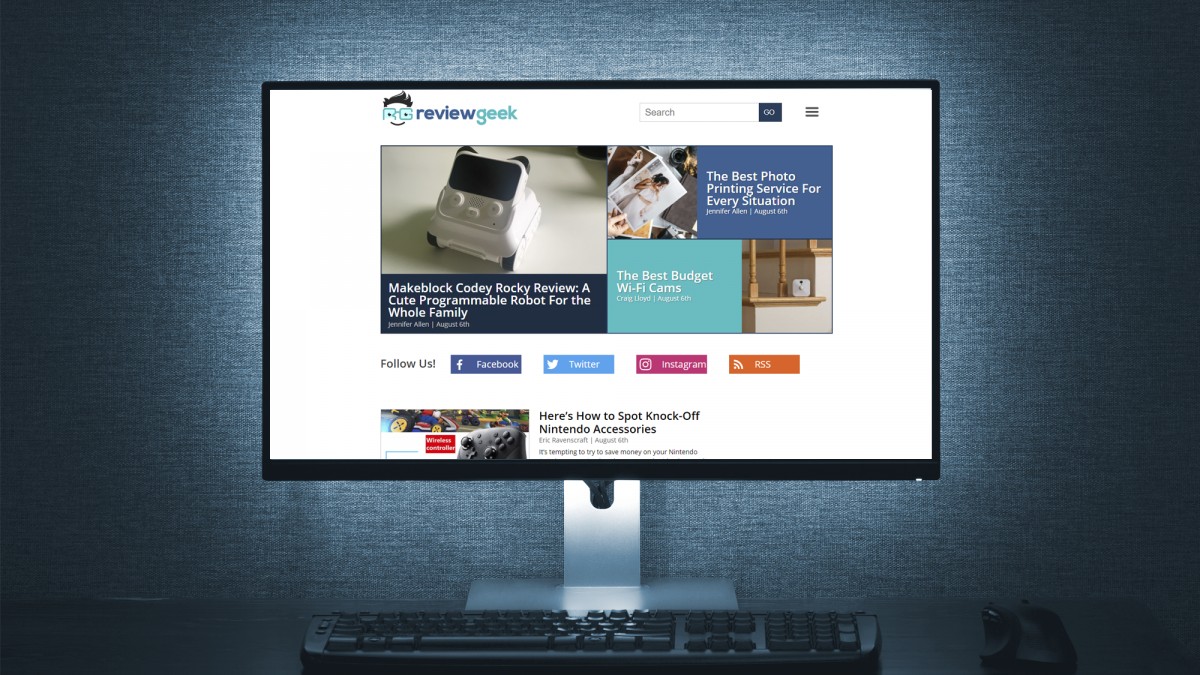 RG reviewgeek
Search
GO
Makeblock Codey Rocky Review: A
Cute Programmable Robot For the
Whole Family
Jennifer Allen | August 6th
The Best Photo
Printing Service For
Every Situation
Jennifer Allen | August 6th
The Best Budget
Wi-Fi Cams
Craig Lloyd | August 6th
Follow Us!
Facebook
Twitter
Instagram
RSS
Wireless
controller
Here’s How to Spot Knock-Off
Nintendo Accessories
Eric Ravenscraft | August 6th
It's tempting to try to save money on your Nintendo